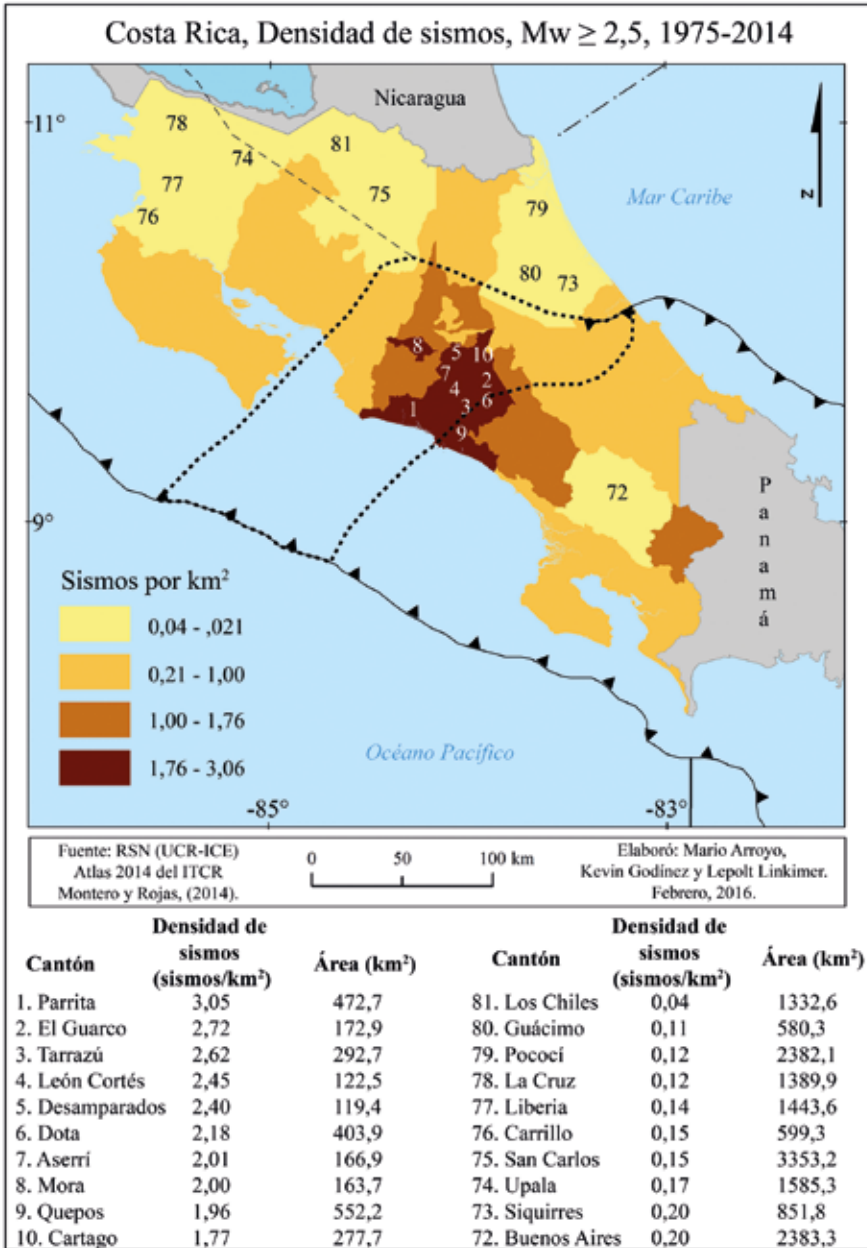 Costa Rica, Densidad de sismos, Mw ≥ 2,5, 1975-2014
Nicaragua
11°
78
81
74
77
75
76
79
Mar Caribe
N
80
73
8
5
10
7
2
4
6
3
1
9
72
9°
Panamá
Sismos por km²
0,04 - ,021
0,21 - 1,00
1,00 - 1,76
1,76 - 3,06
Océano Pacífico
-85°
-83°
Fuente: RSN (UCR-ICE)
Atlas 2014 del ITCR
Montero y Rojas, (2014).
0 50 100 km
Elaboró: Mario Arroyo,
Kevin Godínez y Lepolt Linkimer.
Febrero, 2016.
Cantón Densidad de sismos (sismos/km²) Área (km²) Cantón Densidad de sismos (sismos/km²) Área (km²)
1. Parrita 3,05 472,7 81. Los Chiles 0,04 1332,6
2. El Guarco 2,72 172,9 80. Guácimo 0,11 580,3
3. Tarrazú 2,62 292,7 79. Pococí 0,12 2382,1
4. León Cortés 2,45 122,5 78. La Cruz 0,12 1389,9
5. Desamparados 2,40 119,4 77. Liberia 0,14 1443,6
6. Dota 2,18 403,9 76. Carrillo 0,15 599,3
7. Aserrí 2,01 166,9 75. San Carlos 0,15 3353,2
8. Mora 2,00 163,7 74. Upala 0,17 1585,3
9. Quepos 1,96 552,2 73. Siquirres 0,20 851,8
10. Cartago 1,77 277,7 72. Buenos Aires 0,20 2383,3